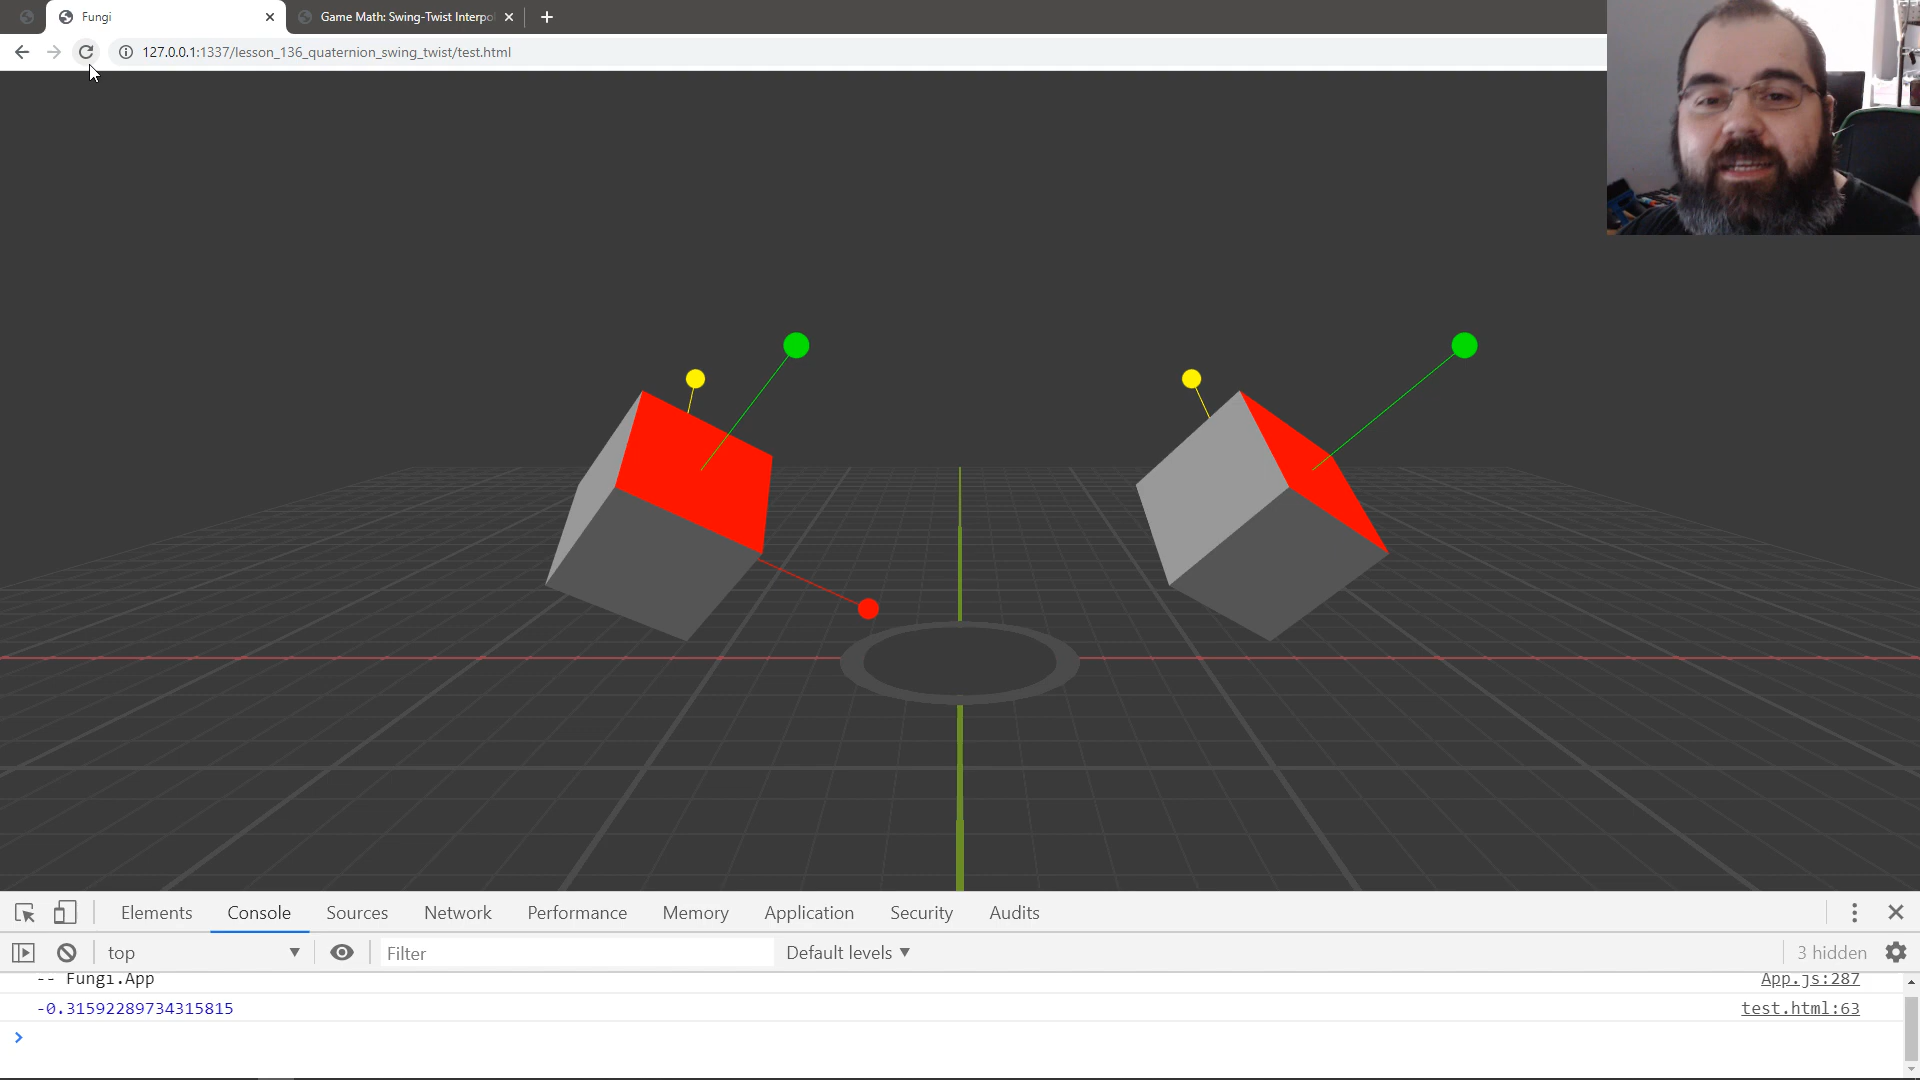 Fungi
Game Math: Swing-Twist Interpo
127.0.0.1:1337/lesson_136_quaternion_swing_twist/test.html
Elements Console Sources Network Performance Memory Application Security Audits
top Filter Default levels 3 hidden
-- Fungi.App App.js:287
-0.31592289734315815 test.html:63